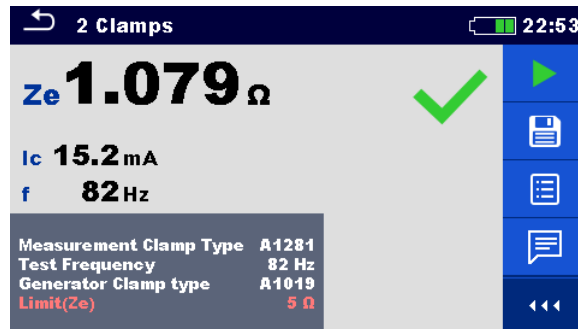 2 Clamps 22:53
Ze 1.079 Ω
Ic 15.2 mA
f 82 Hz
Measurement Clamp Type A1281
Test Frequency 82 Hz
Generator Clamp type A1019
Limit(Ze) 5 Ω